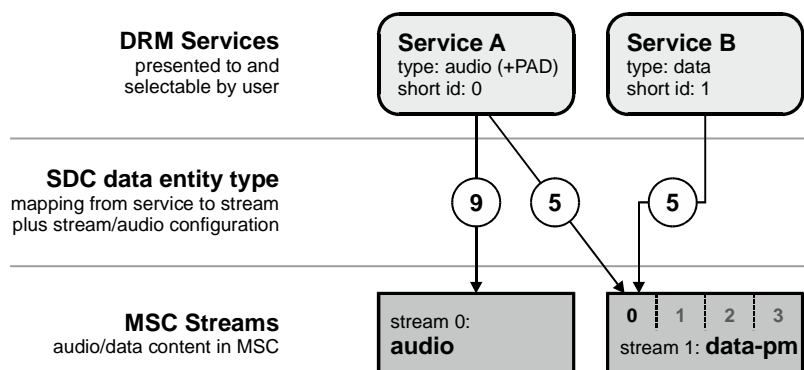 DRM Services
presented to and
selectable by user
Service A
type: audio (+PAD)
short id: 0
Service B
type: data
short id: 1
SDC data entity type
mapping from service to stream
plus stream/audio configuration
9
5
5
MSC Streams
audio/data content in MSC
stream 0:
audio
0 1 2 3
stream 1: data-pm